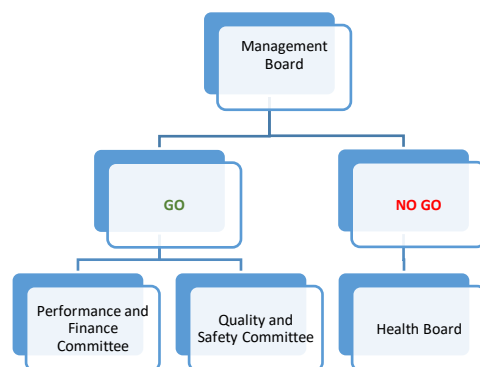 Management
Board
GO
NO GO
Performance and
Finance
Committee
Quality and
Safety Committee
Health Board